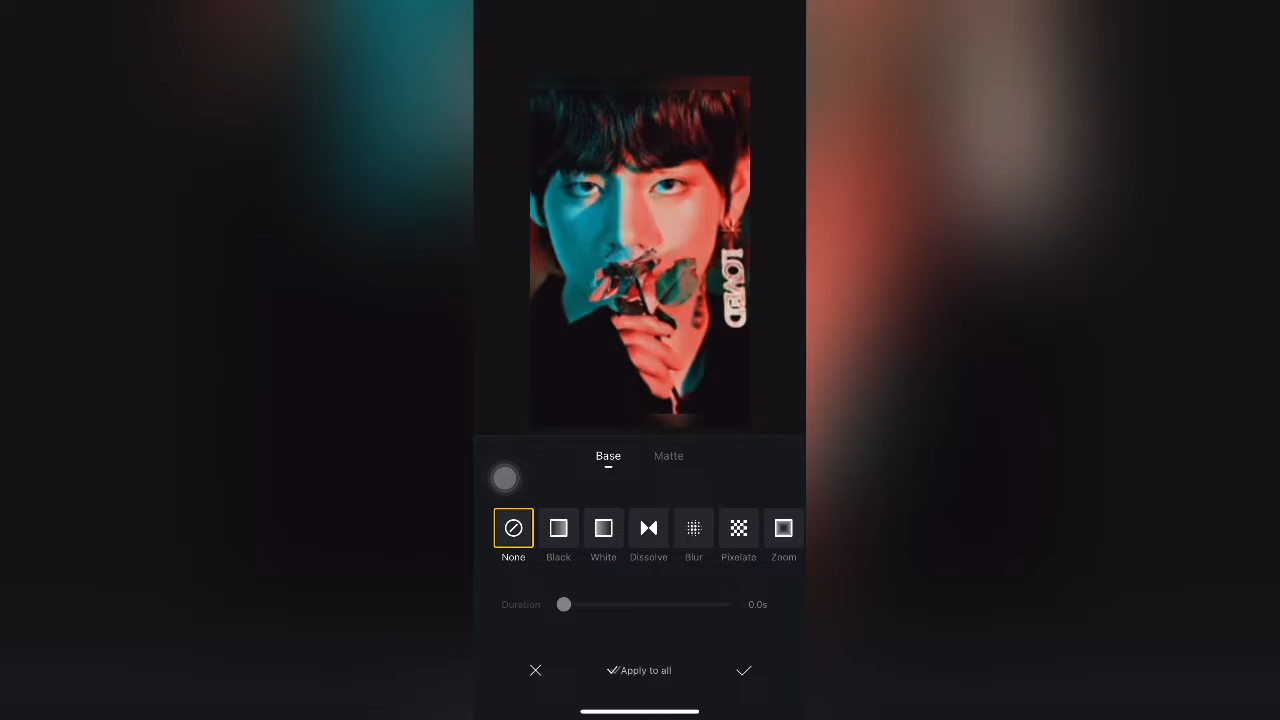 LOVED
Base Matte
None Black White Dissolve Blur Pixelate Zoom
Duration 0.0s
Apply to all